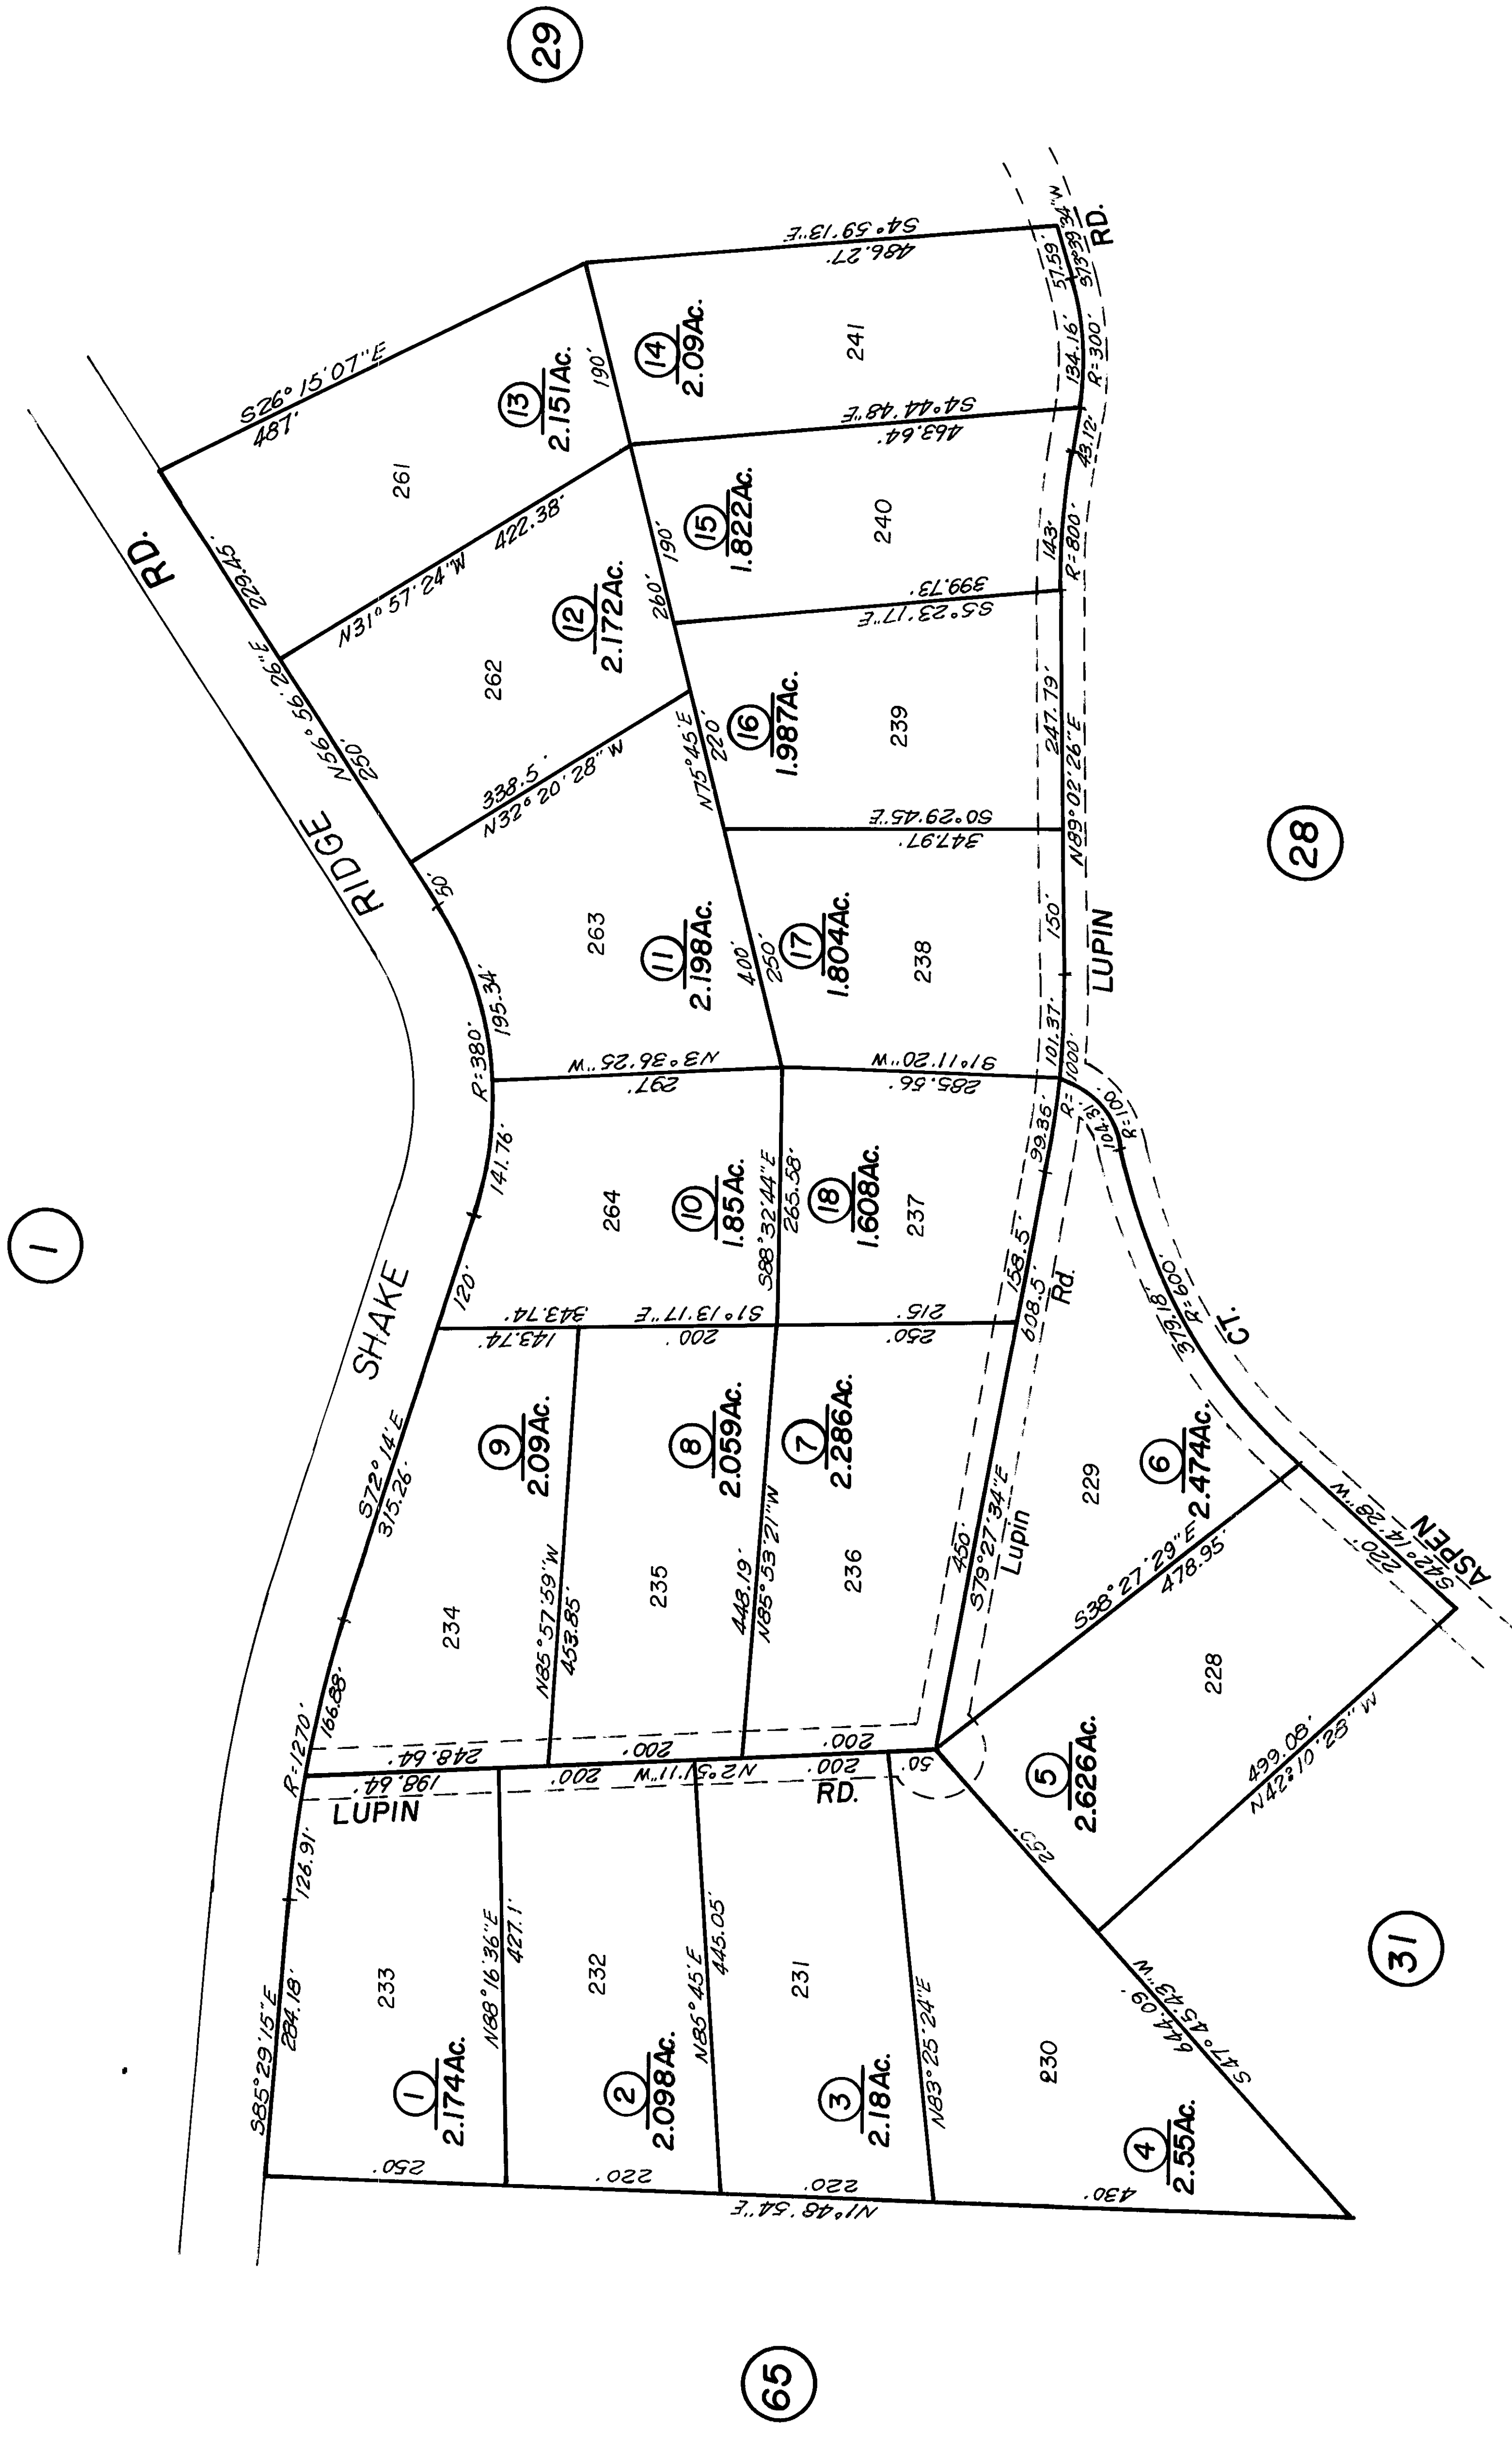 1
29
65
31
28
SHAKE
RIDGE
RD.
S85°29'15"E
284.18'
126.91'
R=1270'
166.88'
S72°14'E
315.26'
120'
141.76'
R=380'
195.34'
50'
N56°56'26"E
250'
229.45'
S26°15'07"E
487'
250'
233
1
2.174Ac.
198.64'
LUPIN
N88°16'36"E
427.1'
220'
232
2
2.098Ac.
200'
N85°45'E
445.05'
220'
N1°48'54"E
231
3
2.18Ac.
200'
RD.
N2°51'11"W
N83°25'24"E
50'
430'
230
4
2.55Ac.
S47°45'43"W
944.09'
250'
5
2.626Ac.
228
499.08'
N42°10'28"W
S38°27'29"E
478.95'
220'
S42°14'28"W
ASPEN
CT.
229
6
2.474Ac.
379.18'
R=600'
104.31'
R=100'
248.64'
234
9
2.09Ac.
143.74'
343.74'
N85°57'59"W
453.85'
200'
235
8
2.059Ac.
200'
S1°13'17"E
448.19'
N85°53'21"W
200'
236
7
2.286Ac.
250'
215'
450'
S79°27'34"E
Lupin
Rd.
608.5'
158.5'
99.35'
R=1000'
101.37'
264
10
1.85Ac.
297'
N3°36'25"W
S88°32'44"E
265.58'
18
1.608Ac.
237
285.56'
S1°11'20"W
263
11
2.198Ac.
338.5'
N32°20'28"W
400'
250'
N75°45'E
17
1.804Ac.
238
347.97'
S0°29'45"E
150'
LUPIN
262
12
2.172Ac.
N31°57'24"W
422.38'
260'
220'
16
1.987Ac.
239
S5°23'17"E
399.73'
247.79'
N89°02'26"E
261
13
2.151Ac.
190'
190'
15
1.822Ac.
240
463.64'
S4°44'48"E
143'
R=800'
43.12'
14
2.09Ac.
241
486.27'
S4°59'13"E
134.16'
R=300'
57.59'
S73°39'34"W
RD.